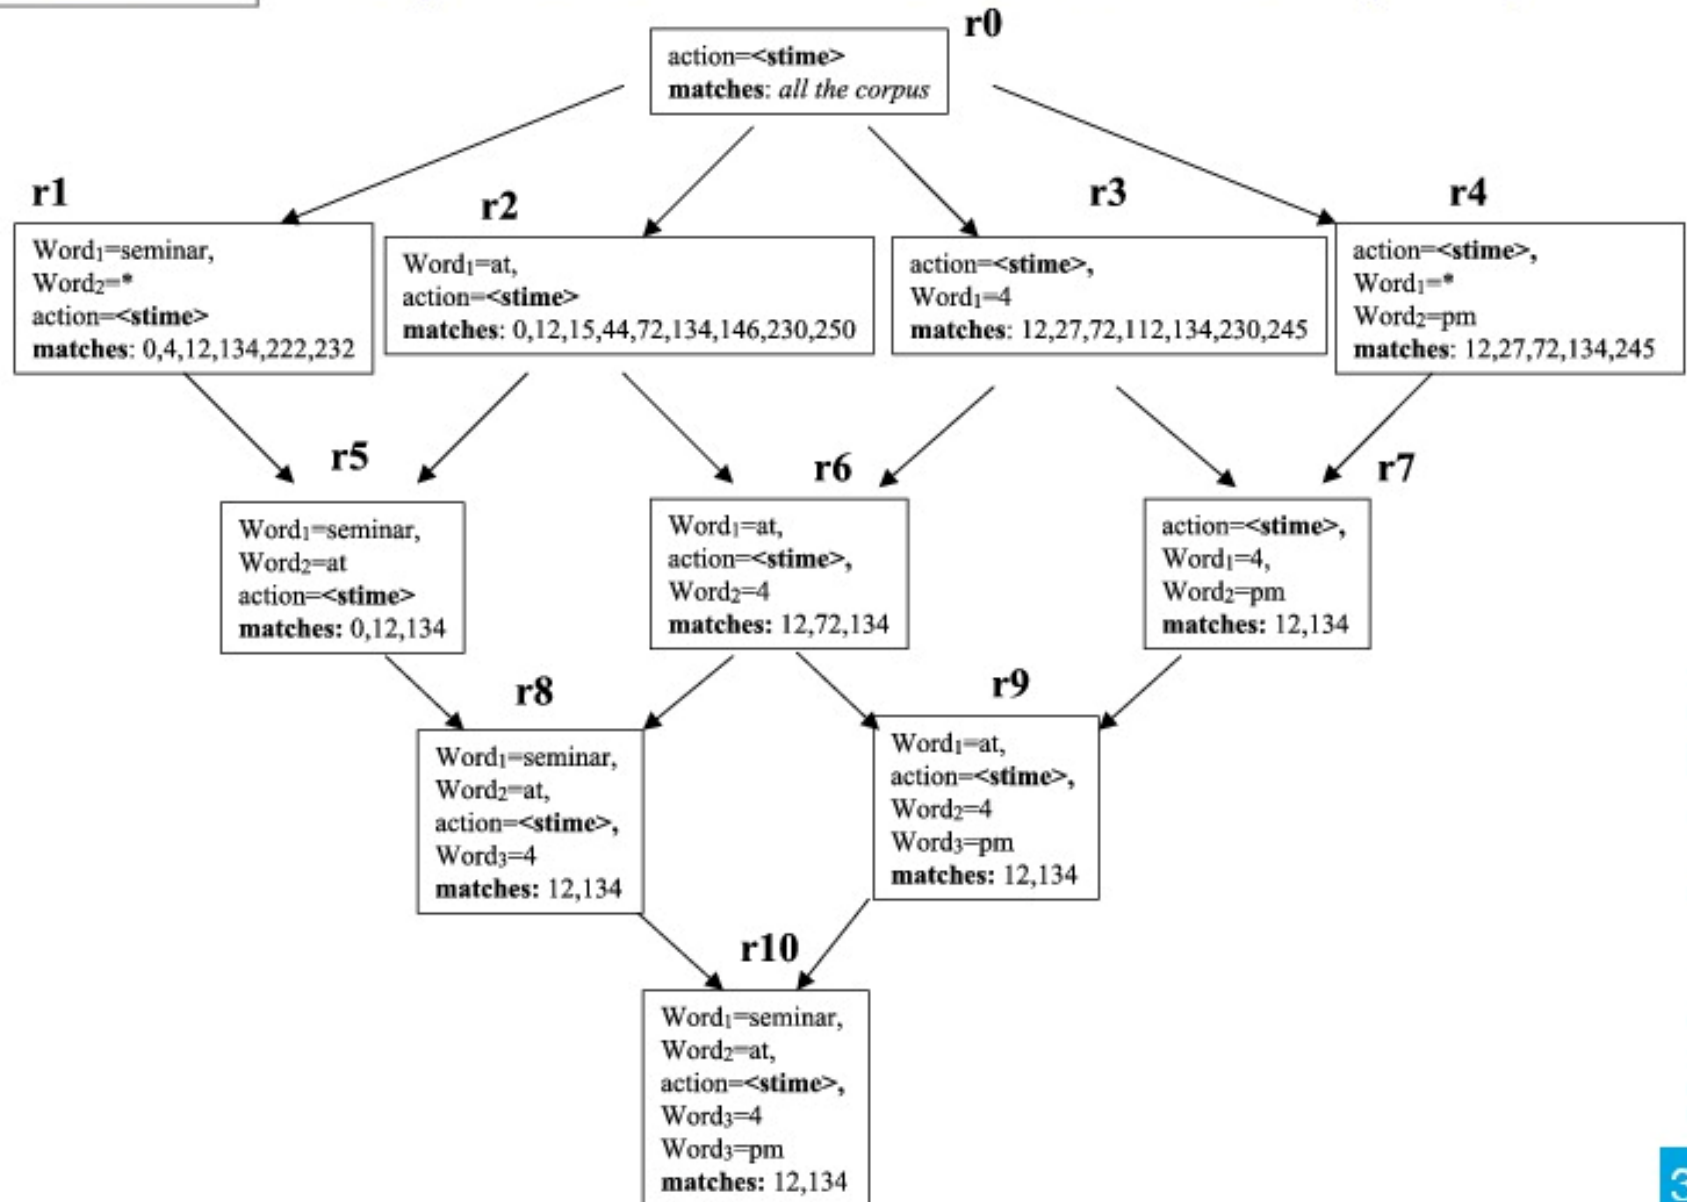 r0
action=<stime>
matches: all the corpus
r1
Word1=seminar,
Word2=*
action=<stime>
matches: 0,4,12,134,222,232
r2
Word1=at,
action=<stime>
matches: 0,12,15,44,72,134,146,230,250
r3
action=<stime>,
Word1=4
matches: 12,27,72,112,134,230,245
r4
action=<stime>,
Word1=*
Word2=pm
matches: 12,27,72,134,245
r5
Word1=seminar,
Word2=at
action=<stime>
matches: 0,12,134
r6
Word1=at,
action=<stime>,
Word2=4
matches: 12,72,134
r7
action=<stime>,
Word1=4,
Word2=pm
matches: 12,134
r8
Word1=seminar,
Word2=at,
action=<stime>,
Word3=4
matches: 12,134
r9
Word1=at,
action=<stime>,
Word2=4
Word3=pm
matches: 12,134
r10
Word1=seminar,
Word2=at,
action=<stime>,
Word3=4
Word3=pm
matches: 12,134